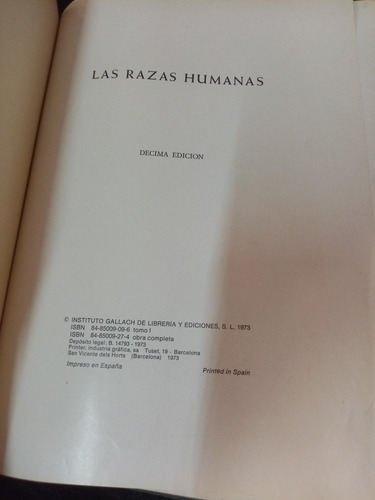 LAS RAZAS HUMANAS
DECIMA EDICION
© INSTITUTO GALLACH DE LIBRERIA Y EDICIONES, S. L. 1973
ISBN 84-85009-09-6 tomo I
ISBN 84-85009-27-4 obra completa
Depósito legal: B. 14793 - 1973
Printer, industria gráfica, sa Tuset, 19 - Barcelona
San Vicente dels Horts (Barcelona) 1973
Impreso en España Printed in Spain